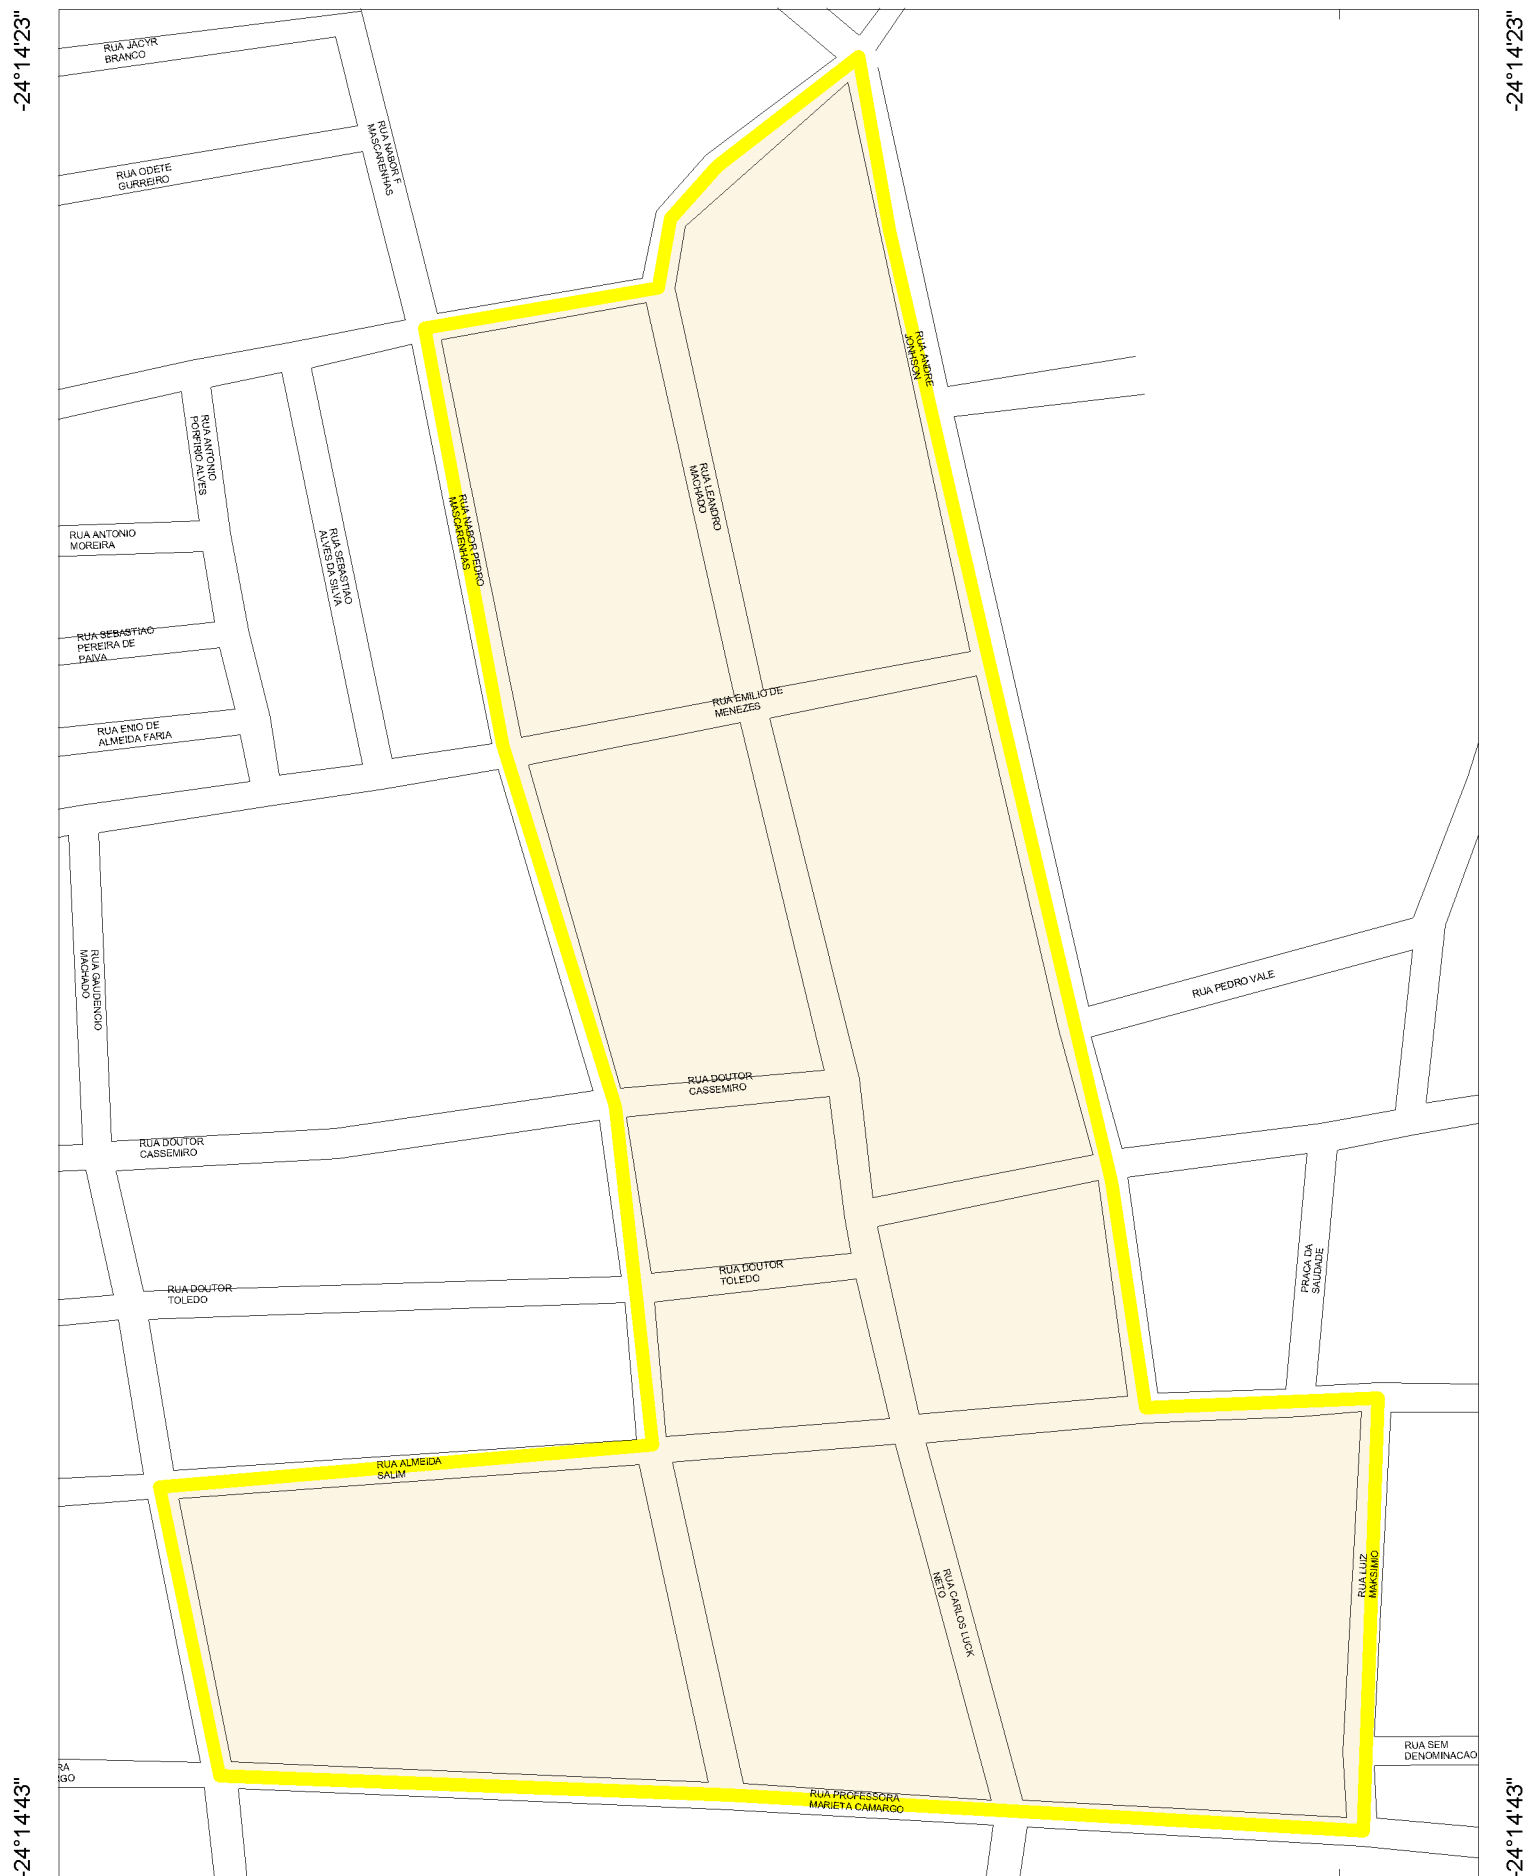 -24°14'23"
-24°14'23"
RUA JACYR
BRANCO
RUA NABOR F
MASCARENHAS
RUA ODETE
GURREIRO
RUA ANDRE
JONHSON
RUA ANTONIO
PORFIRIO ALVES
RUA LEANDRO
MACHADO
RUA NABOR PEDRO
MASCARENHAS
RUA ANTONIO
MOREIRA
RUA SEBASTIAO
ALVES DA SILVA
RUA SEBASTIAO
PEREIRA DE
PAIVA
RUA EMILIO DE
MENEZES
RUA ENIO DE
ALMEIDA FARIA
RUA GAUDENCIO
MACHADO
RUA PEDRO VALE
RUA DOUTOR
CASSEMIRO
RUA DOUTOR
CASSEMIRO
PRACA DA
SAUDADE
RUA DOUTOR
TOLEDO
RUA DOUTOR
TOLEDO
RUA ALMEIDA
SALIM
RUA LUIZ
MAKSIMIO
RUA CARLOS LUCK
NETO
RUA SEM
DENOMINACAO
RA
RGO
RUA PROFESSORA
MARIETA CAMARGO
-24°14'43"
-24°14'43"